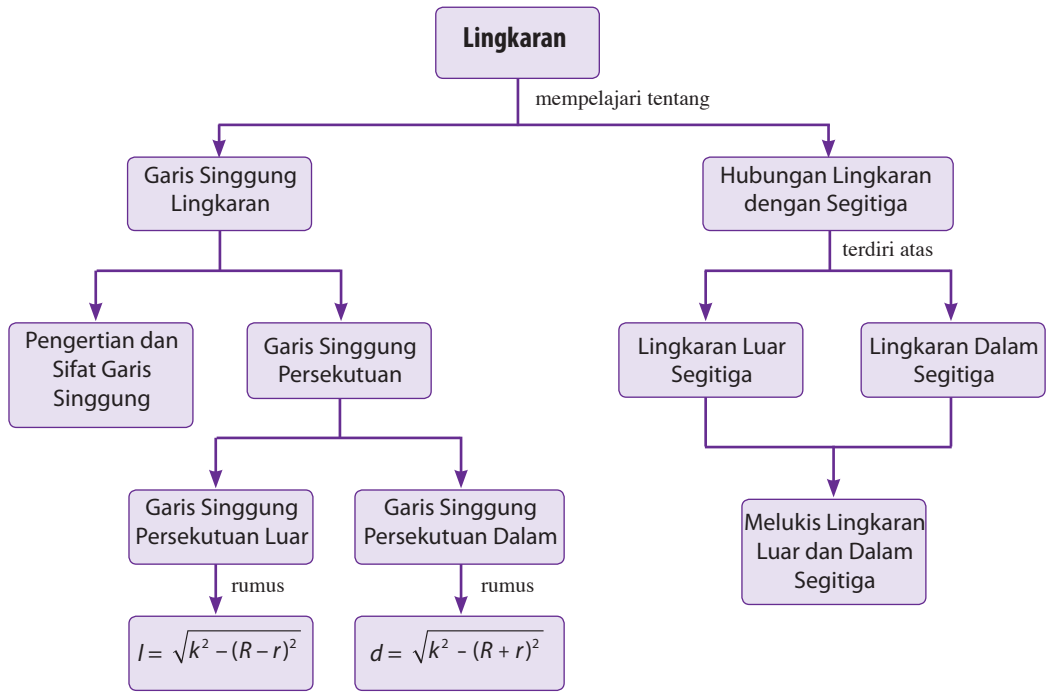 Lingkaran
mempelajari tentang
Garis Singgung
Lingkaran
Hubungan Lingkaran
dengan Segitiga
terdiri atas
Pengertian dan
Sifat Garis
Singgung
Garis Singgung
Persekutuan
Lingkaran Luar
Segitiga
Lingkaran Dalam
Segitiga
Garis Singgung
Persekutuan Luar
Garis Singgung
Persekutuan Dalam
Melukis Lingkaran
Luar dan Dalam
Segitiga
rumus
rumus
l = √(k² – (R – r)²)
d = √(k² – (R + r)²)